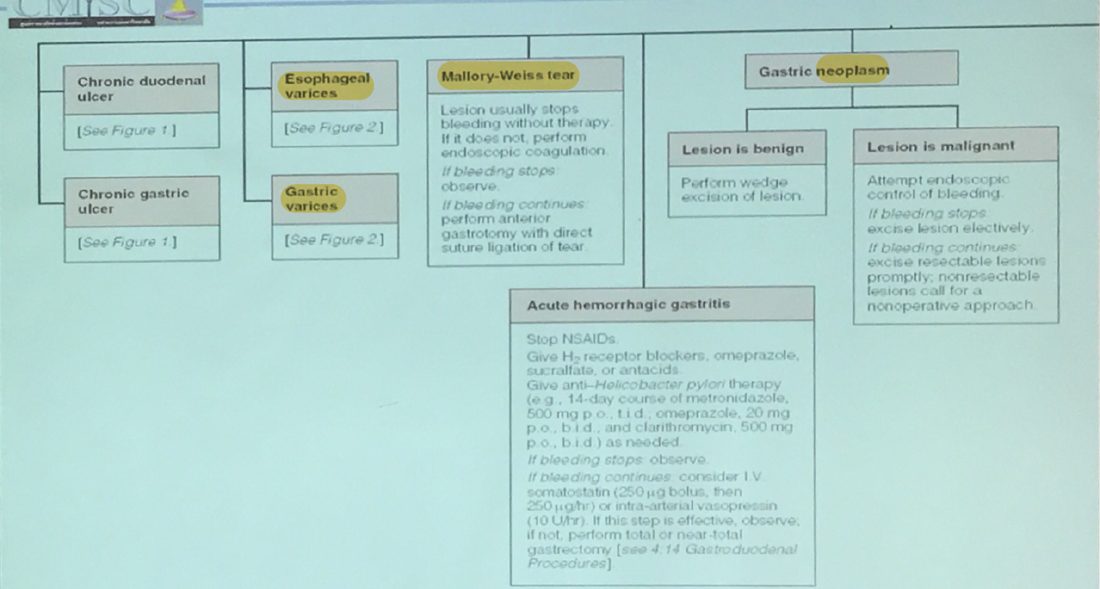 CMISC
Chronic duodenal
ulcer
[See Figure 1.]
Chronic gastric
ulcer
[See Figure 1.]
Esophageal
varices
[See Figure 2.]
Gastric
varices
[See Figure 2.]
Mallory-Weiss tear
Lesion usually stops
bleeding without therapy.
If it does not, perform
endoscopic coagulation.
If bleeding stops:
observe.
If bleeding continues:
perform anterior
gastrotomy with direct
suture ligation of tear.
Gastric neoplasm
Lesion is benign
Perform wedge
excision of lesion.
Lesion is malignant
Attempt endoscopic
control of bleeding.
If bleeding stops:
excise lesion electively.
If bleeding continues:
excise resectable lesions
promptly; nonresectable
lesions call for a
nonoperative approach.
Acute hemorrhagic gastritis
Stop NSAIDs.
Give H₂ receptor blockers, omeprazole,
sucralfate, or antacids.
Give anti–Helicobacter pylori therapy
(e.g., 14-day course of metronidazole,
500 mg p.o., t.i.d.; omeprazole, 20 mg
p.o., b.i.d.; and clarithromycin, 500 mg
p.o., b.i.d.) as needed.
If bleeding stops: observe.
If bleeding continues: consider I.V.
somatostatin (250 µg bolus, then
250 µg/hr) or intra-arterial vasopressin
(10 U/hr). If this step is effective, observe;
if not, perform total or near-total
gastrectomy [see 4:14 Gastroduodenal
Procedures].